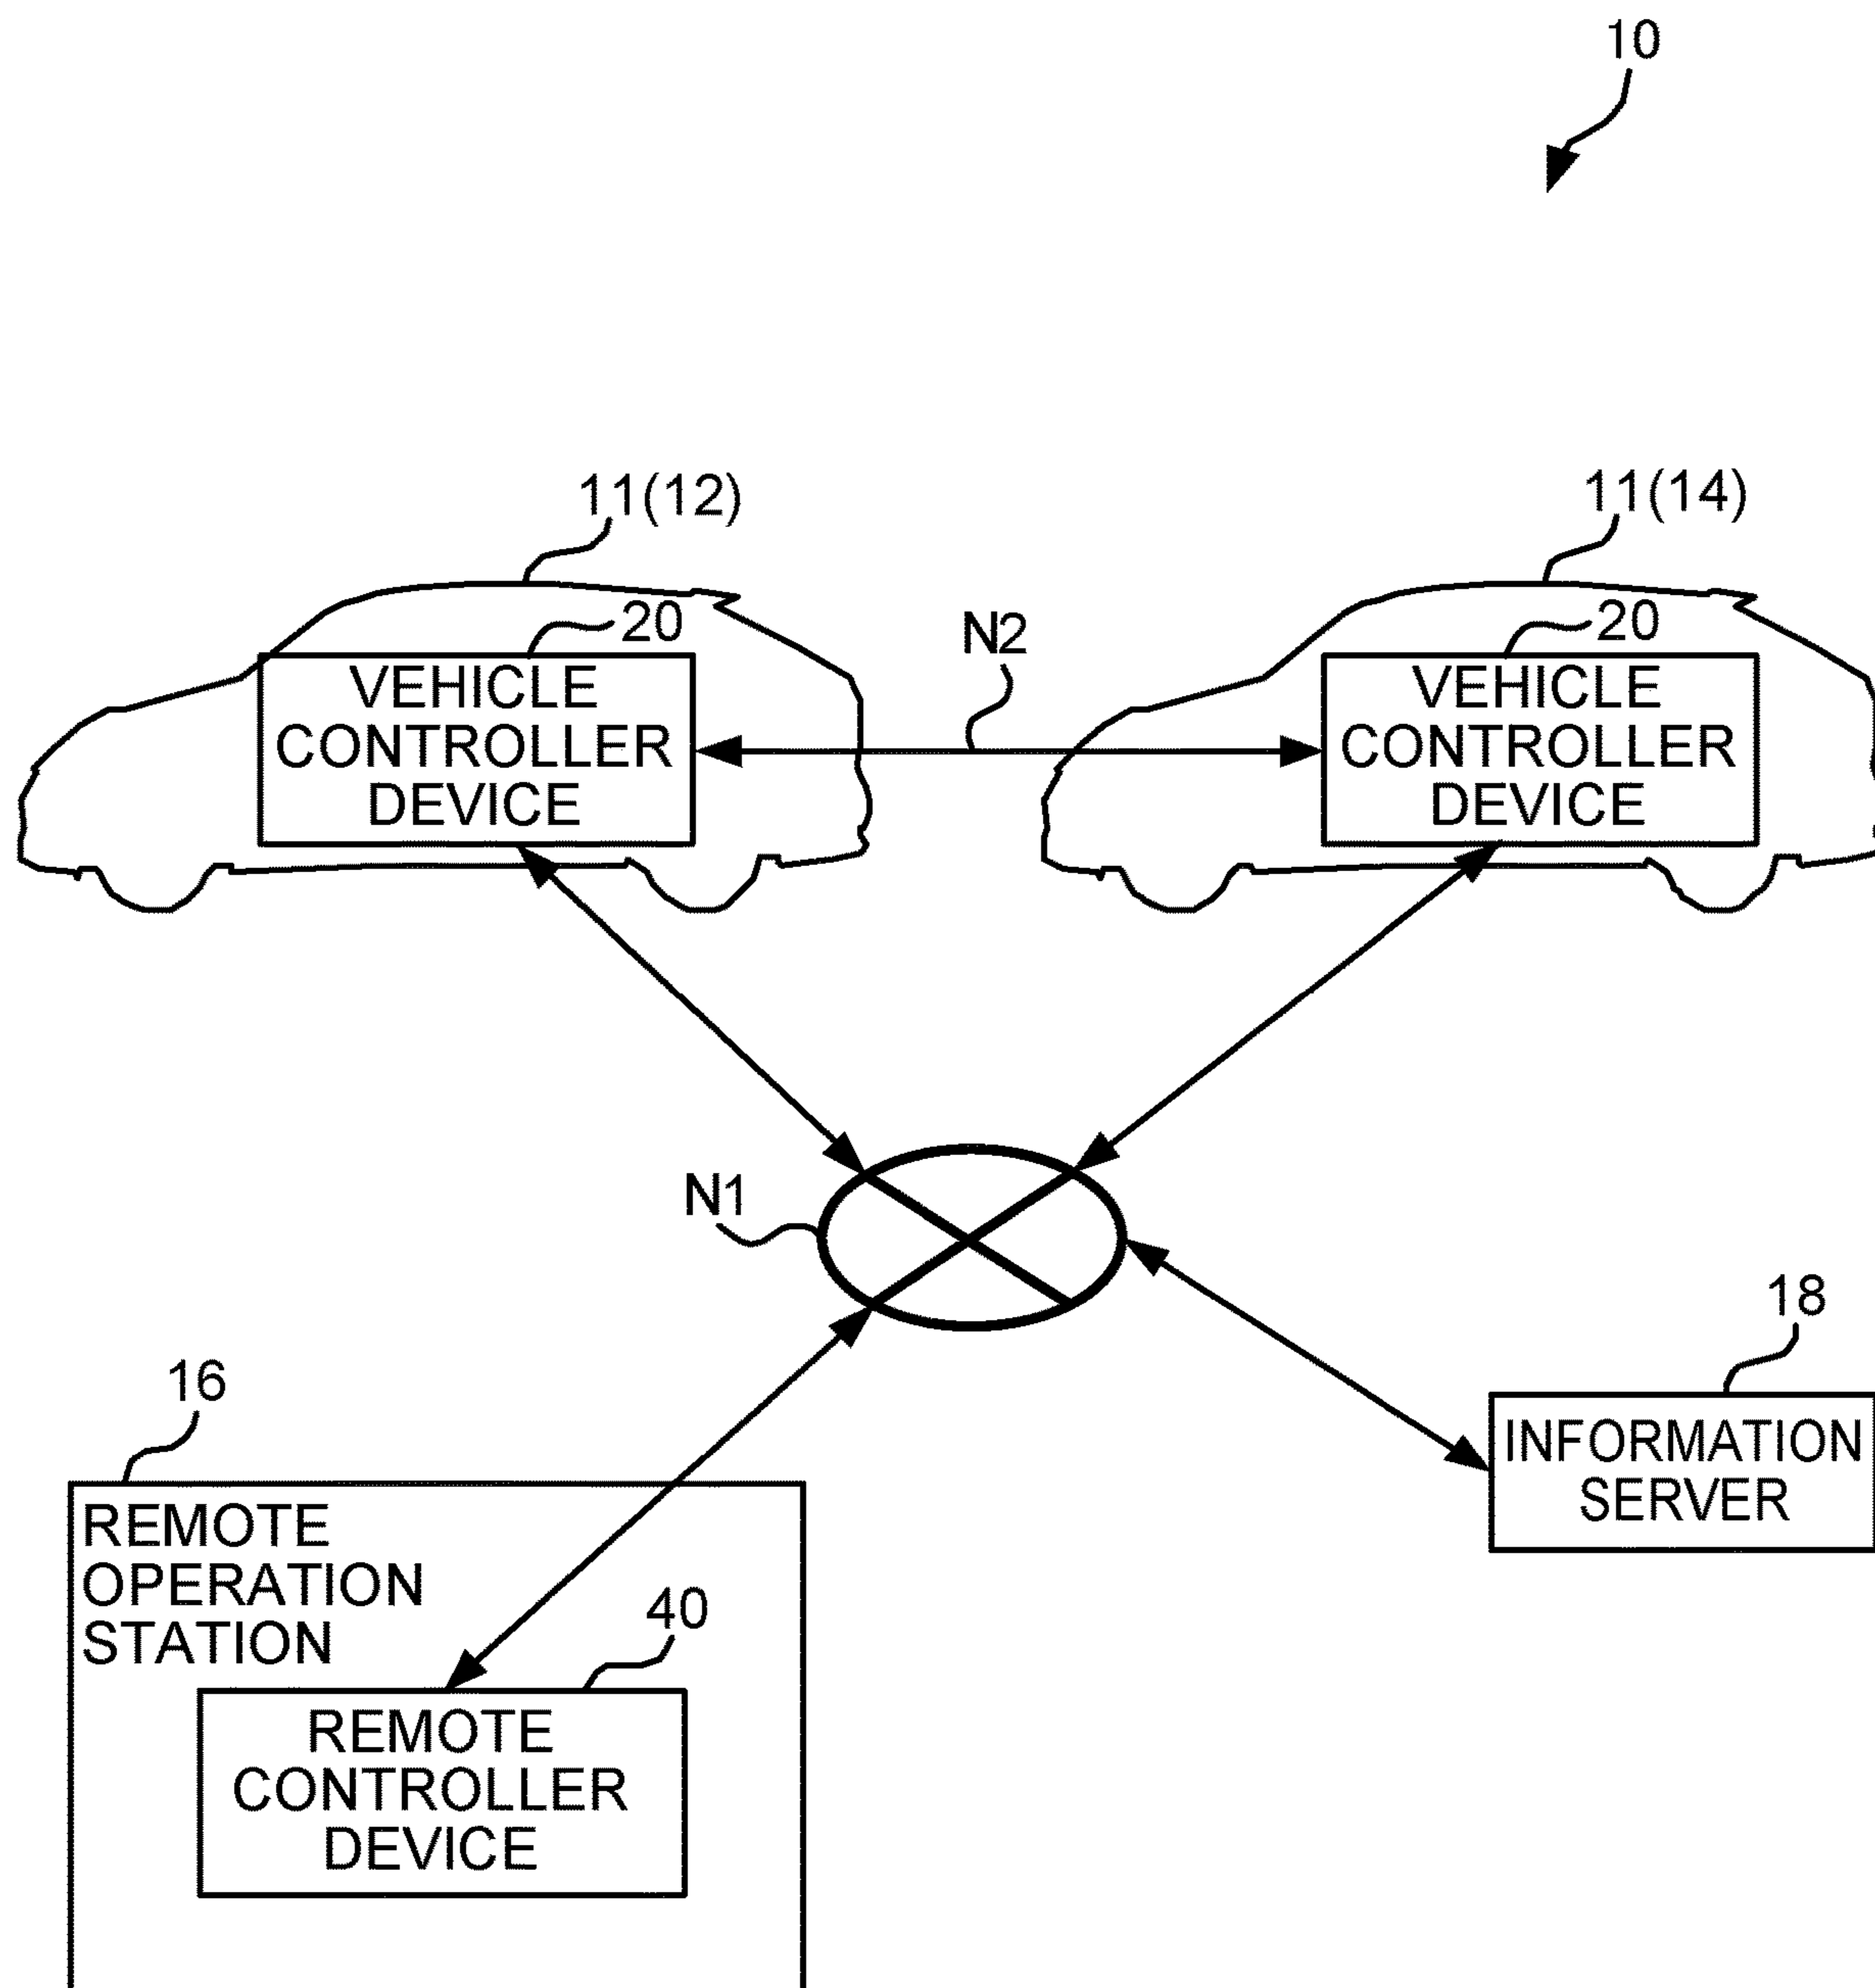 10
11(12)
11(14)
20
20
N2
VEHICLE
CONTROLLER
DEVICE
VEHICLE
CONTROLLER
DEVICE
N1
18
INFORMATION
SERVER
16
REMOTE
OPERATION
STATION
40
REMOTE
CONTROLLER
DEVICE